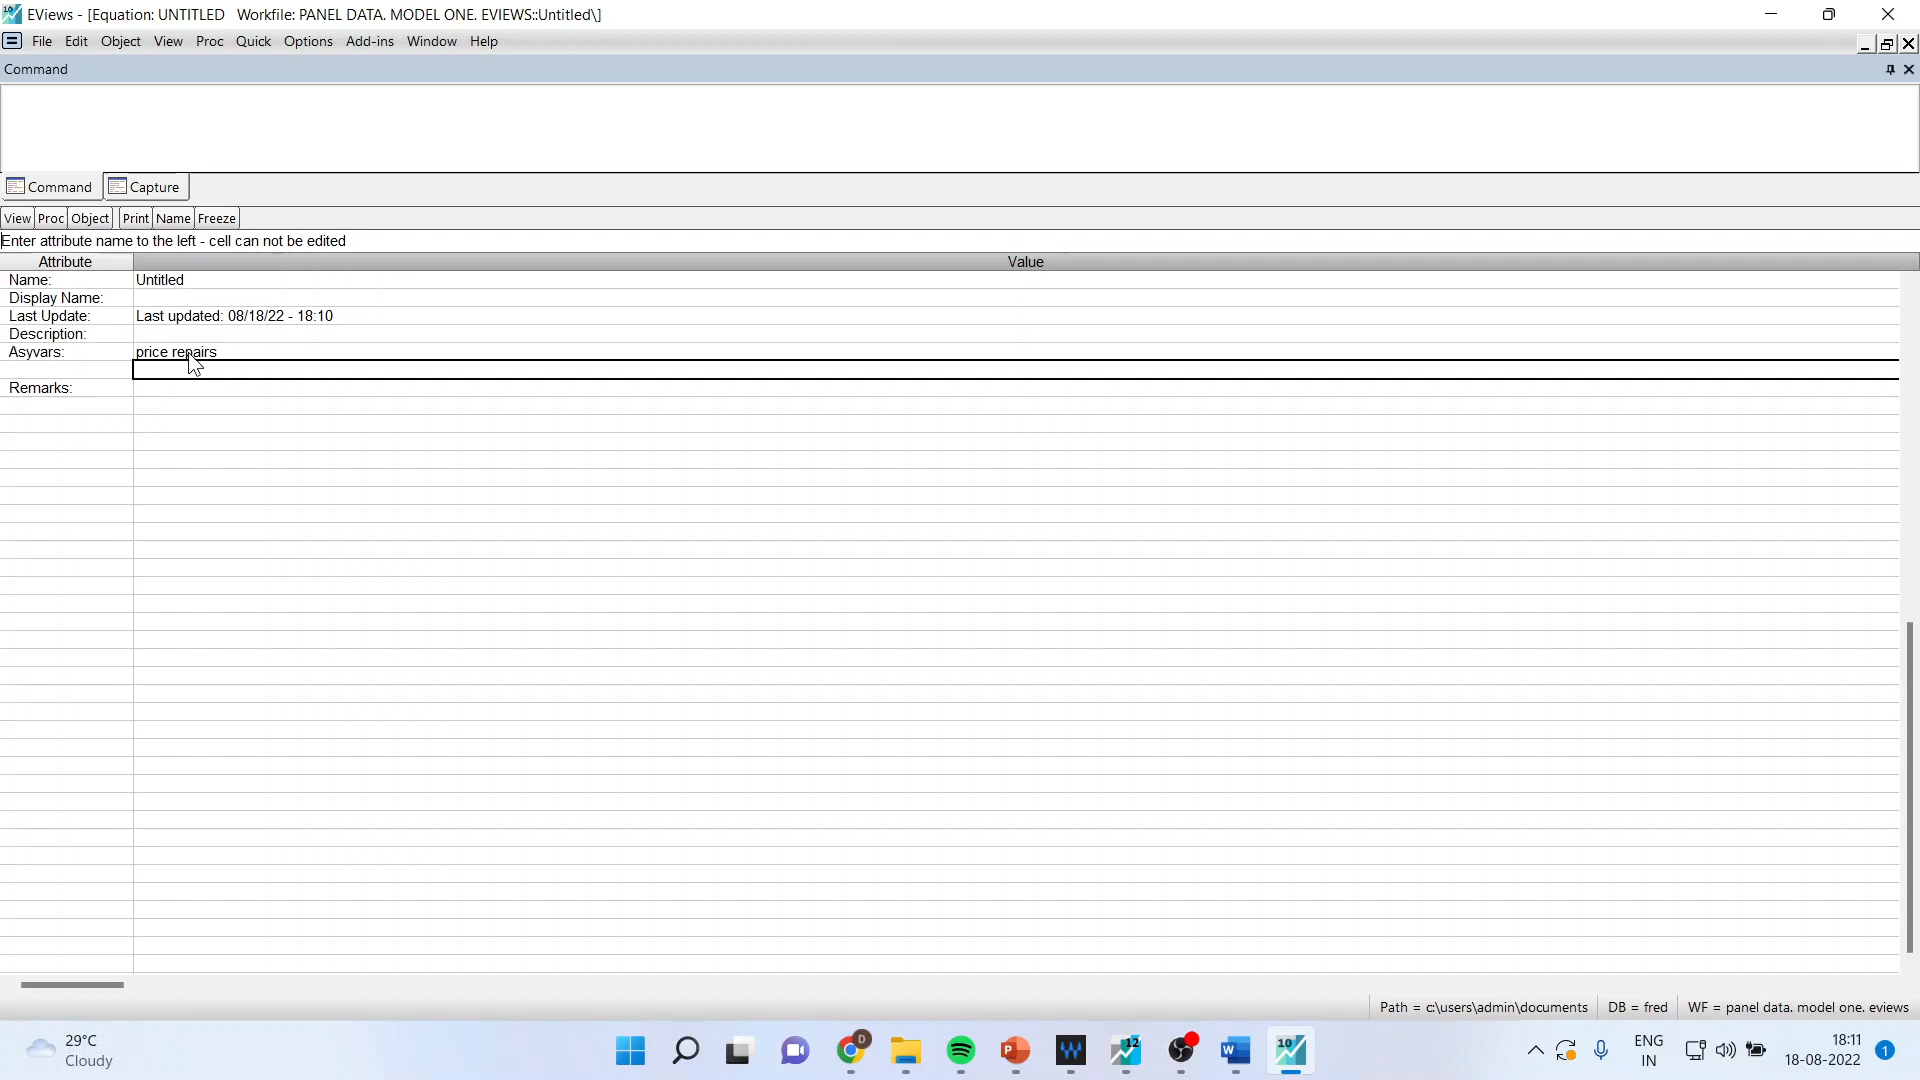 EViews - [Equation: UNTITLED   Workfile: PANEL DATA. MODEL ONE. EVIEWS::Untitled\]
File Edit Object View Proc Quick Options Add-ins Window Help
Command
Command Capture
View Proc Object Print Name Freeze
Enter attribute name to the left - cell can not be edited
Attribute Value
Name: Untitled
Display Name:
Last Update: Last updated: 08/18/22 - 18:10
Description:
Asyvars: price repairs
Remarks:
Path = c:\users\admin\documents DB = fred WF = panel data. model one. eviews
29°C
Cloudy
12
10
ENG
IN
18:11
18-08-2022
1